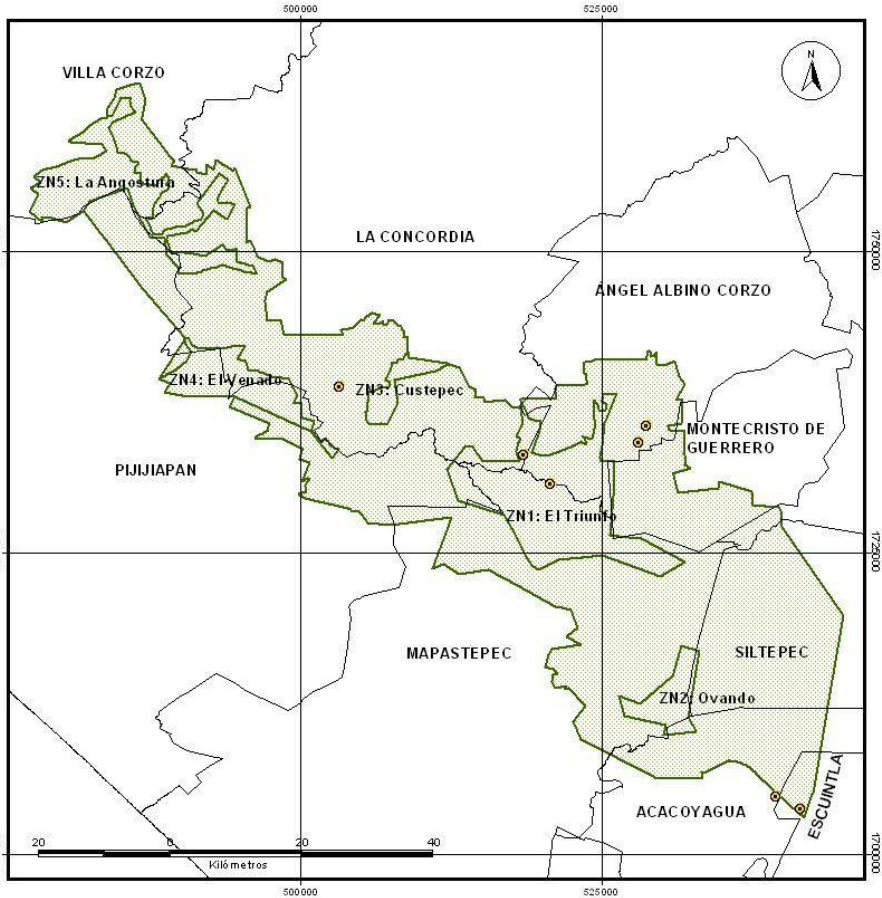 500000
525000
N
VILLA CORZO
ZN5: La Angostura
LA CONCORDIA
1750000
ÁNGEL ALBINO CORZO
ZN4: El Venado
ZN3: Custepec
MONTECRISTO DE
GUERRERO
PIJIJIAPAN
ZN1: El Triunfo
1725000
MAPASTEPEC
SILTEPEC
ZN2: Ovando
ESCUINTLA
ACACOYAGUA
20
0
20
40
Kilómetros
1700000
500000
525000